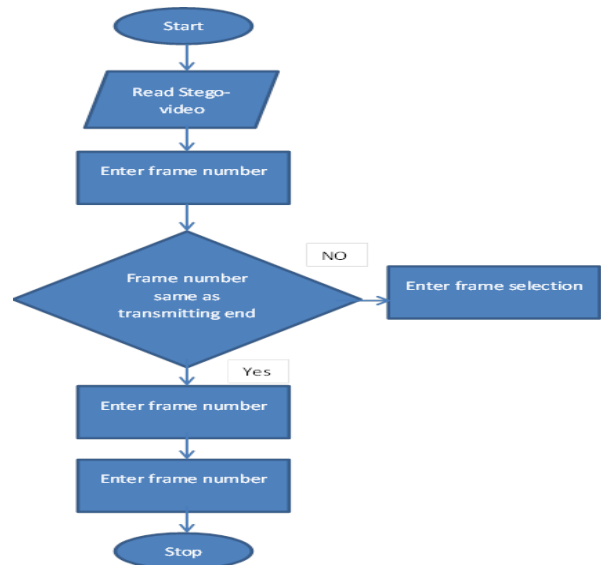 Start
Read Stego-
video
Enter frame number
NO
Frame number
same as
transmitting end
Enter frame selection
Yes
Enter frame number
Enter frame number
Stop